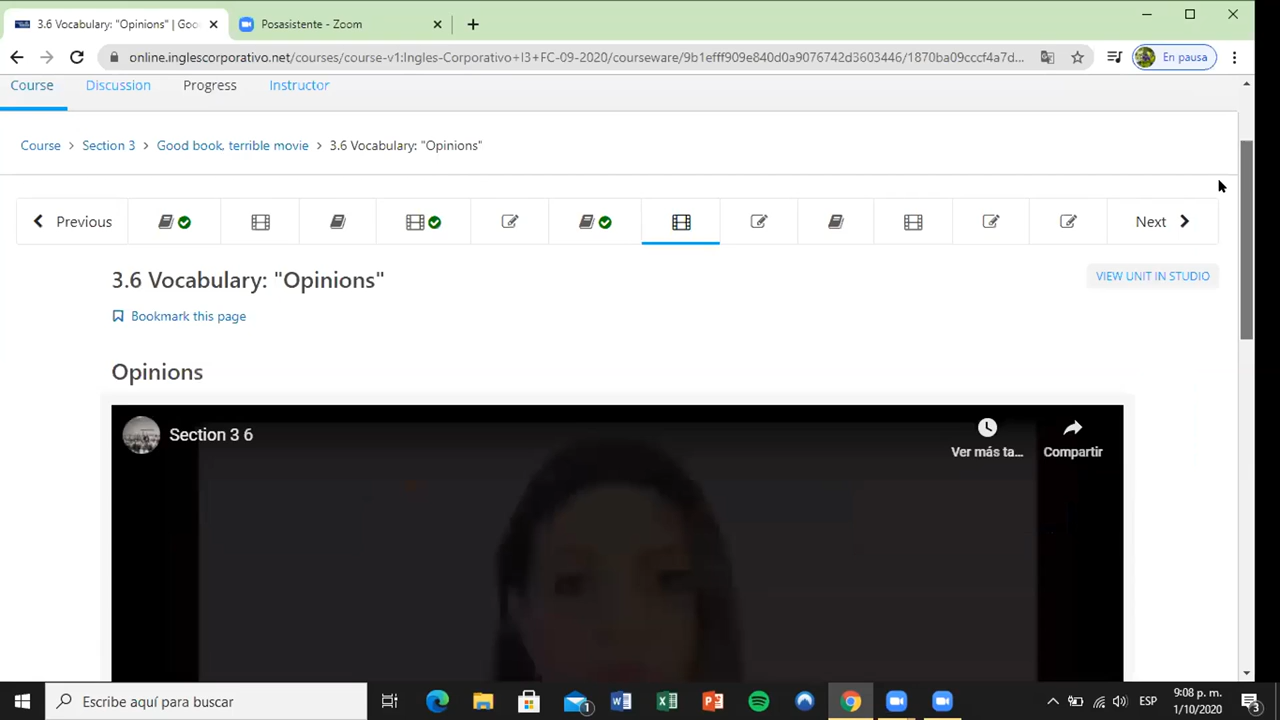 3.6 Vocabulary: "Opinions" | Goo
Posasistente - Zoom
online.inglescorporativo.net/courses/course-v1:Ingles-Corporativo+I3+FC-09-2020/courseware/9b1efff909e840d0a9076742d3603446/1870ba09cccf4a7d...
En pausa
Course Discussion Progress Instructor
Course > Section 3 > Good book, terrible movie > 3.6 Vocabulary: "Opinions"
Previous Next
3.6 Vocabulary: "Opinions"
VIEW UNIT IN STUDIO
Bookmark this page
Opinions
Section 3 6
Ver más ta... Compartir
Escribe aquí para buscar
1
ESP
9:08 p. m.
1/10/2020
3